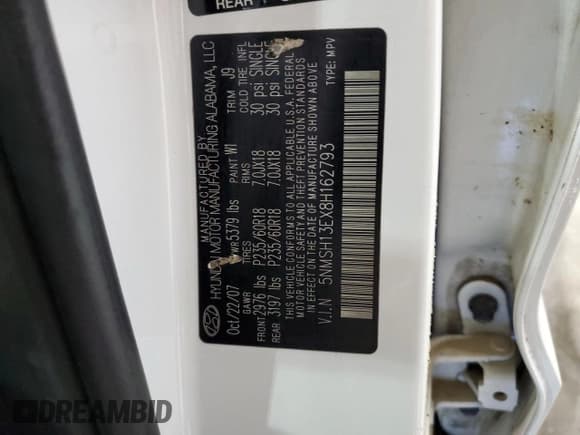 REAR
MANUFACTURED BY
HYUNDAI MOTOR MANUFACTURING ALABAMA, LLC
Oct/22/07 WR 5379 lbs PAINT W1 TRIM J9
GAWR TIRES RIMS COLD TIRE INFL
FRONT 2976 lbs P235/60R18 7.0JX18 30 psi SINGLE
REAR 3197 lbs P235/60R18 7.0JX18 30 psi SINGLE
THIS VEHICLE CONFORMS TO ALL APPLICABLE U.S.A. FEDERAL
MOTOR VEHICLE SAFETY AND THEFT PREVENTION STANDARDS
IN EFFECT ON THE DATE OF MANUFACTURE SHOWN ABOVE
V.I.N 5NMSH13EX8H162793 TYPE: MPV
DREAMBID